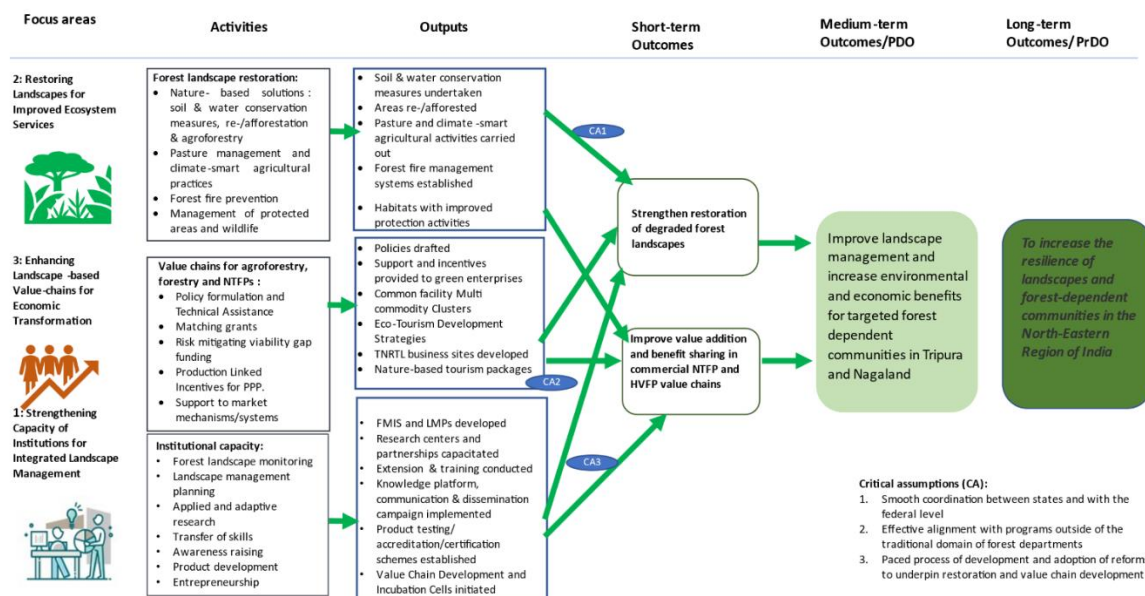 Focus areas
Activities
Outputs
Short-term
Outcomes
Medium-term
Outcomes/PDO
Long-term
Outcomes/ PrDO
2: Restoring
Landscapes for
Improved Ecosystem
Services
Forest landscape restoration:
• Nature- based solutions :
soil & water conservation
measures, re-/afforestation
& agroforestry
• Pasture management and
climate-smart agricultural
practices
• Forest fire prevention
• Management of protected
areas and wildlife
• Soil & water conservation
measures undertaken
• Areas re-/afforested
• Pasture and climate -smart
agricultural activities carried
out
• Forest fire management
systems established
• Habitats with improved
protection activities
CA1
Strengthen restoration
of degraded forest
landscapes
Improve landscape
management and
increase environmental
and economic benefits
for targeted forest
dependent
communities in Tripura
and Nagaland
To increase the
resilience of
landscapes and
forest-dependent
communities in the
North-Eastern
Region of India
3: Enhancing
Landscape -based
Value-chains for
Economic
Transformation
Value chains for agroforestry,
forestry and NTFPs :
• Policy formulation and
Technical Assistance
• Matching grants
• Risk mitigating viability gap
funding
• Production Linked
Incentives for PPP.
• Support to market
mechanisms/systems
• Policies drafted
• Support and incentives
provided to green enterprises
• Common facility Multi
commodity Clusters
• Eco-Tourism Development
Strategies
• TNRTL business sites developed
• Nature-based tourism packages
CA2
Improve value addition
and benefit sharing in
commercial NTFP and
HVFP value chains
1: Strengthening
Capacity of
Institutions for
Integrated Landscape
Management
Institutional capacity:
• Forest landscape monitoring
• Landscape management
planning
• Applied and adaptive
research
• Transfer of skills
• Awareness raising
• Product development
• Entrepreneurship
• FMIS and LMPs developed
• Research centers and
partnerships capacitated
• Extension & training conducted
• Knowledge platform,
communication & dissemination
campaign implemented
• Product testing/
accreditation/certification
schemes established
• Value Chain Development and
Incubation Cells initiated
CA3
Critical assumptions (CA):
1. Smooth coordination between states and with the
federal level
2. Effective alignment with programs outside of the
traditional domain of forest departments
3. Paced process of development and adoption of reform
to underpin restoration and value chain development